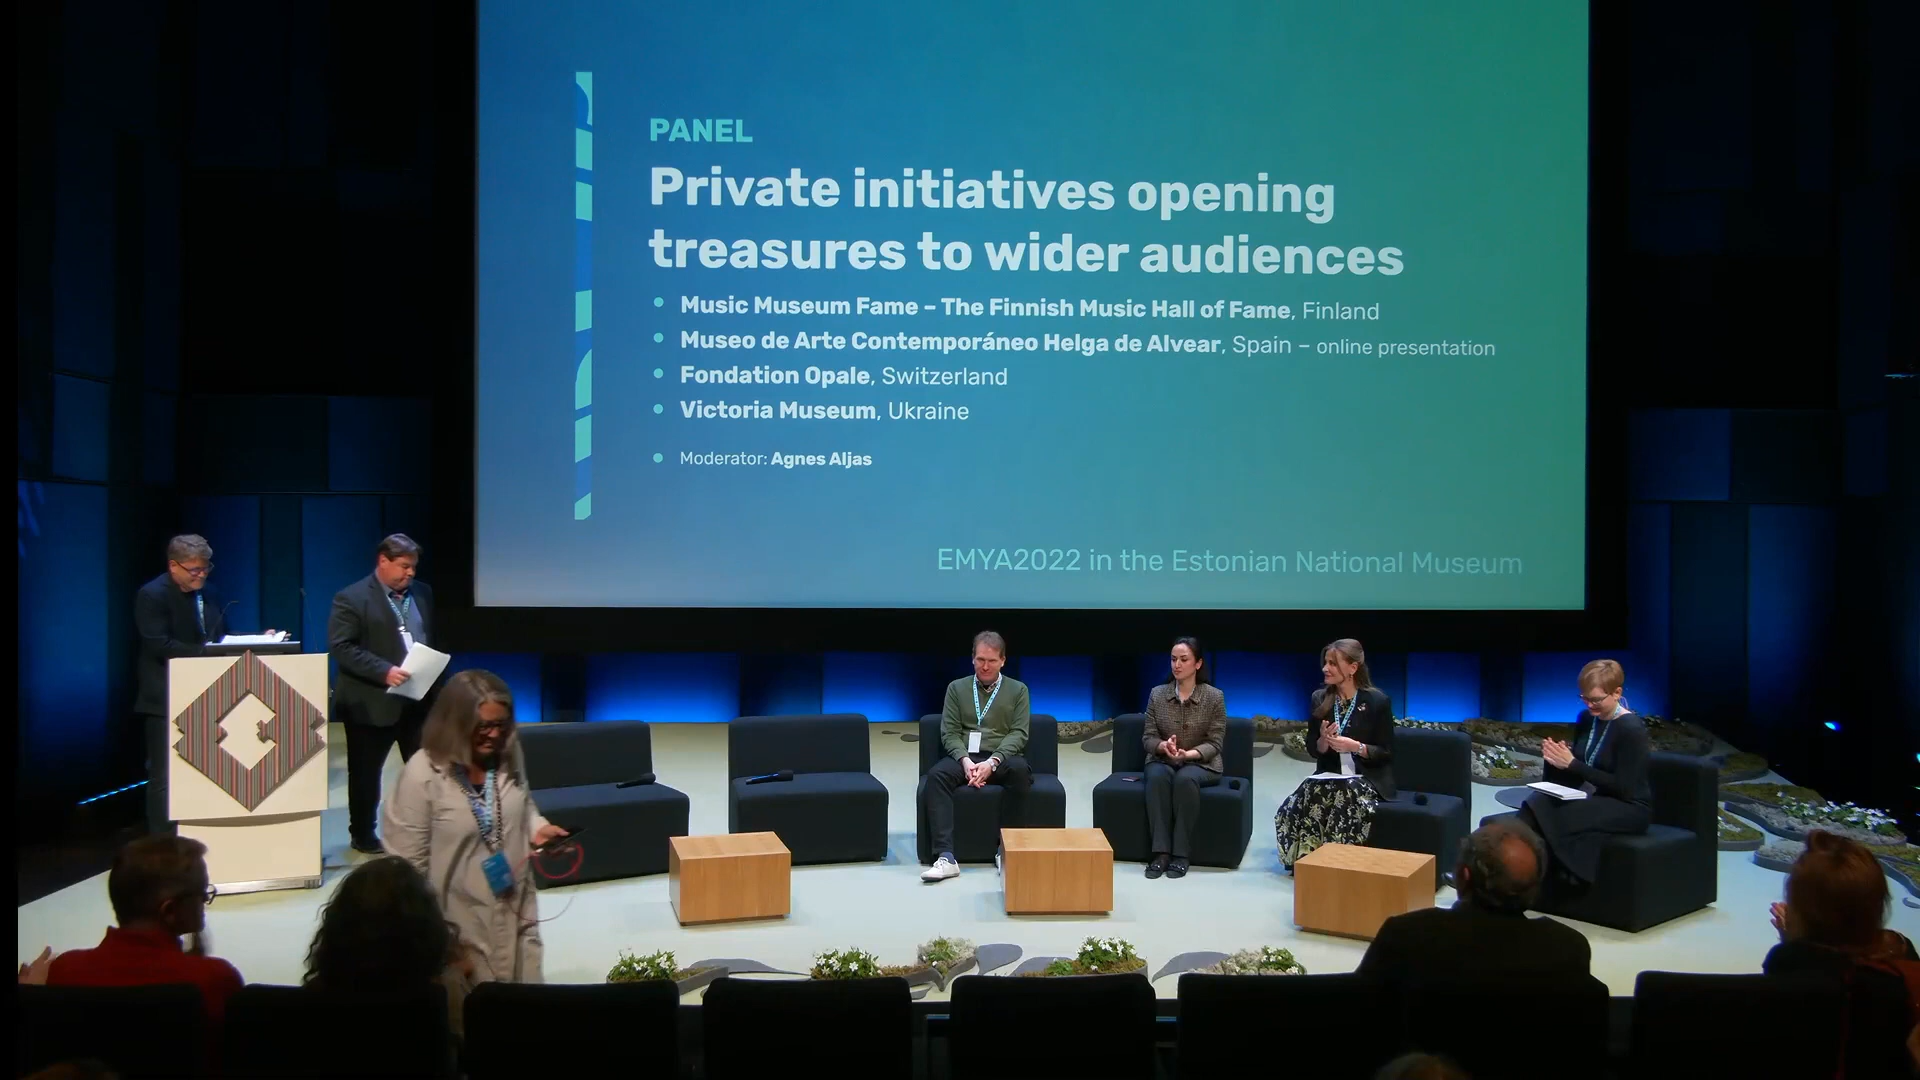 PANEL
Private initiatives opening
treasures to wider audiences
• Music Museum Fame – The Finnish Music Hall of Fame, Finland
• Museo de Arte Contemporáneo Helga de Alvear, Spain – online presentation
• Fondation Opale, Switzerland
• Victoria Museum, Ukraine
• Moderator: Agnes Aljas
EMYA2022 in the Estonian National Museum